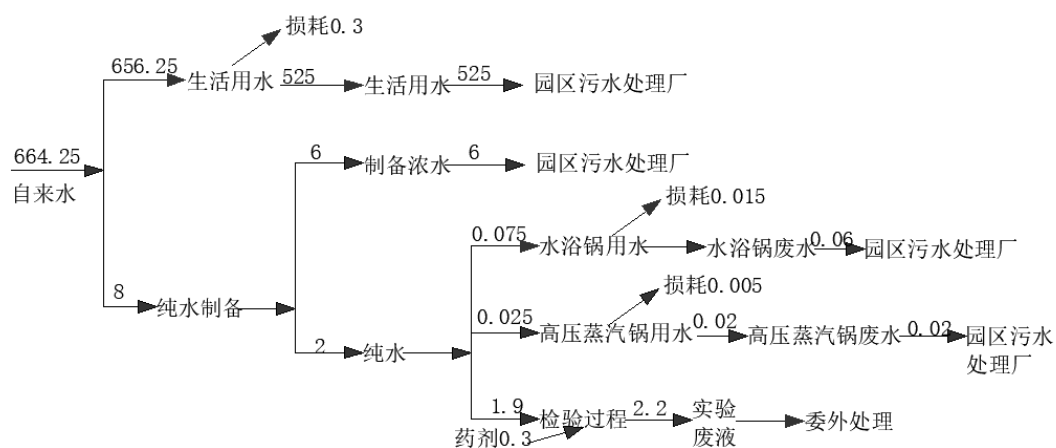 损耗0.3
656.25
生活用水
525
生活用水
525
园区污水处理厂
664.25
自来水
6
制备浓水
6
园区污水处理厂
损耗0.015
0.075
水浴锅用水
水浴锅废水
0.06
园区污水处理厂
8
纯水制备
损耗0.005
0.025
高压蒸汽锅用水
0.02
高压蒸汽锅废水
0.02
园区污水
处理厂
2
纯水
1.9
检验过程
2.2
实验
废液
委外处理
药剂0.3